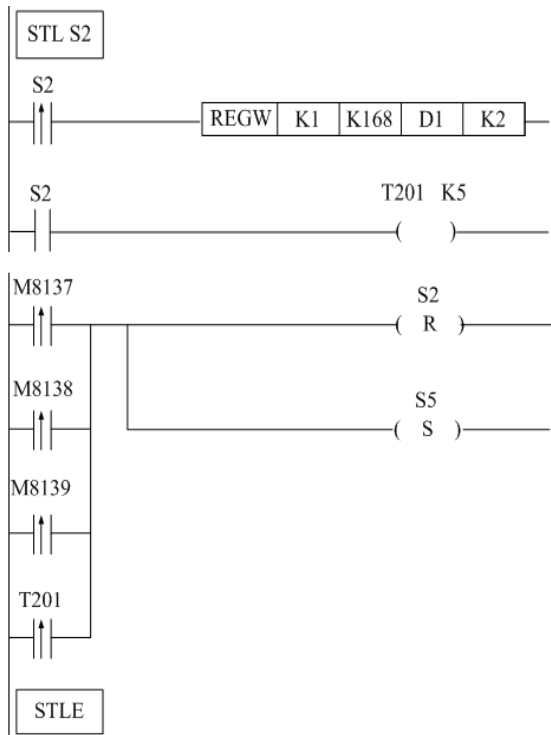 STL S2
S2
REGW K1 K168 D1 K2
S2
T201 K5
( )
M8137
S2
( R )
M8138
S5
( S )
M8139
T201
STLE